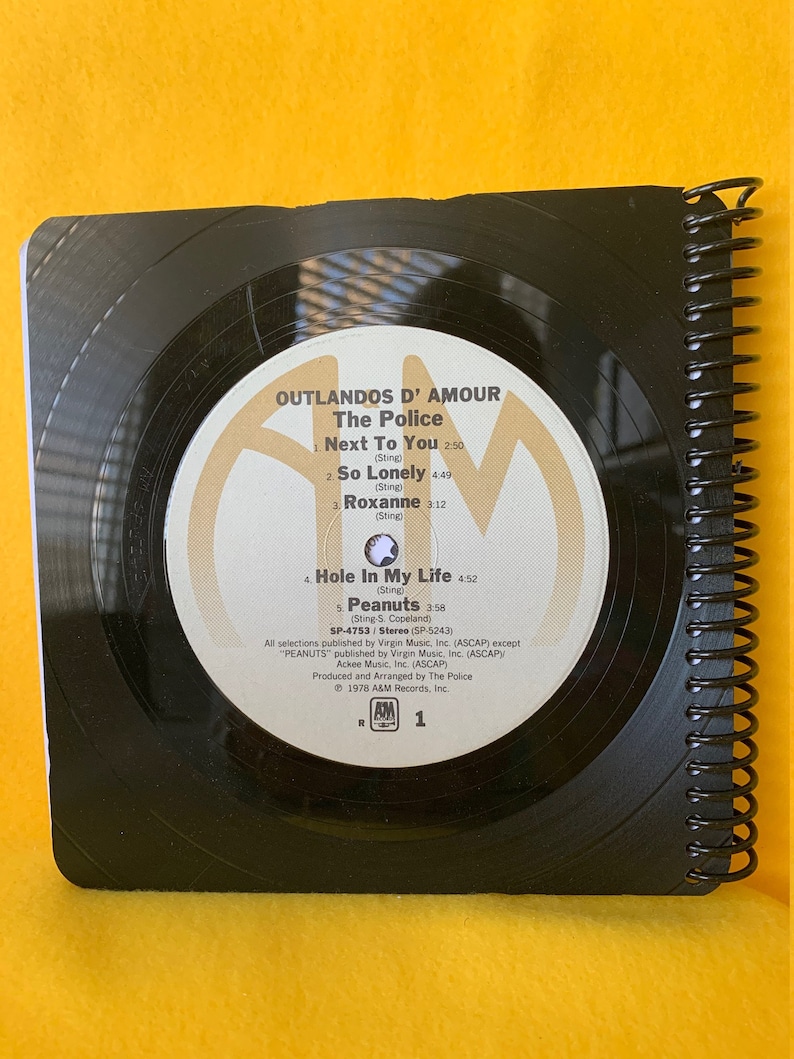 OUTLANDOS D' AMOUR
The Police
1. Next To You 2:50
(Sting)
2. So Lonely 4:49
(Sting)
3. Roxanne 3:12
(Sting)
4. Hole In My Life 4:52
(Sting)
5. Peanuts 3:58
(Sting-S. Copeland)
SP-4753 / Stereo (SP-5243)
All selections published by Virgin Music, Inc. (ASCAP) except
"PEANUTS" published by Virgin Music, Inc. (ASCAP)/
Ackee Music, Inc. (ASCAP)
Produced and Arranged by The Police
℗ 1978 A&M Records, Inc.
R A&M RECORDS 1